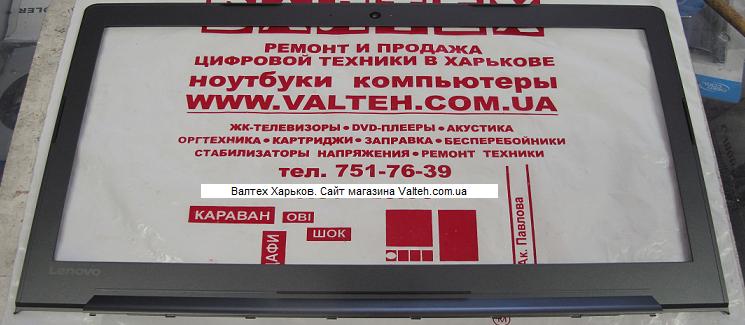 РЕМОНТ И ПРОДАЖА
ЦИФРОВОЙ ТЕХНИКИ В ХАРЬКОВЕ
ноутбуки компьютеры
WWW.VALTEH.COM.UA
ЖК-ТЕЛЕВИЗОРЫ • DVD-ПЛЕЕРЫ • АКУСТИКА
ОРГТЕХНИКА • КАРТРИДЖИ • ЗАПРАВКА • БЕСПЕРЕБОЙНИКИ
СТАБИЛИЗАТОРЫ НАПРЯЖЕНИЯ • РЕМОНТ ТЕХНИКИ
тел. 751-76-39
Валтех Харьков. Сайт магазина Valteh.com.ua
КАРАВАН
ОВІ
ШОК
Ак. Павлова
Lenovo